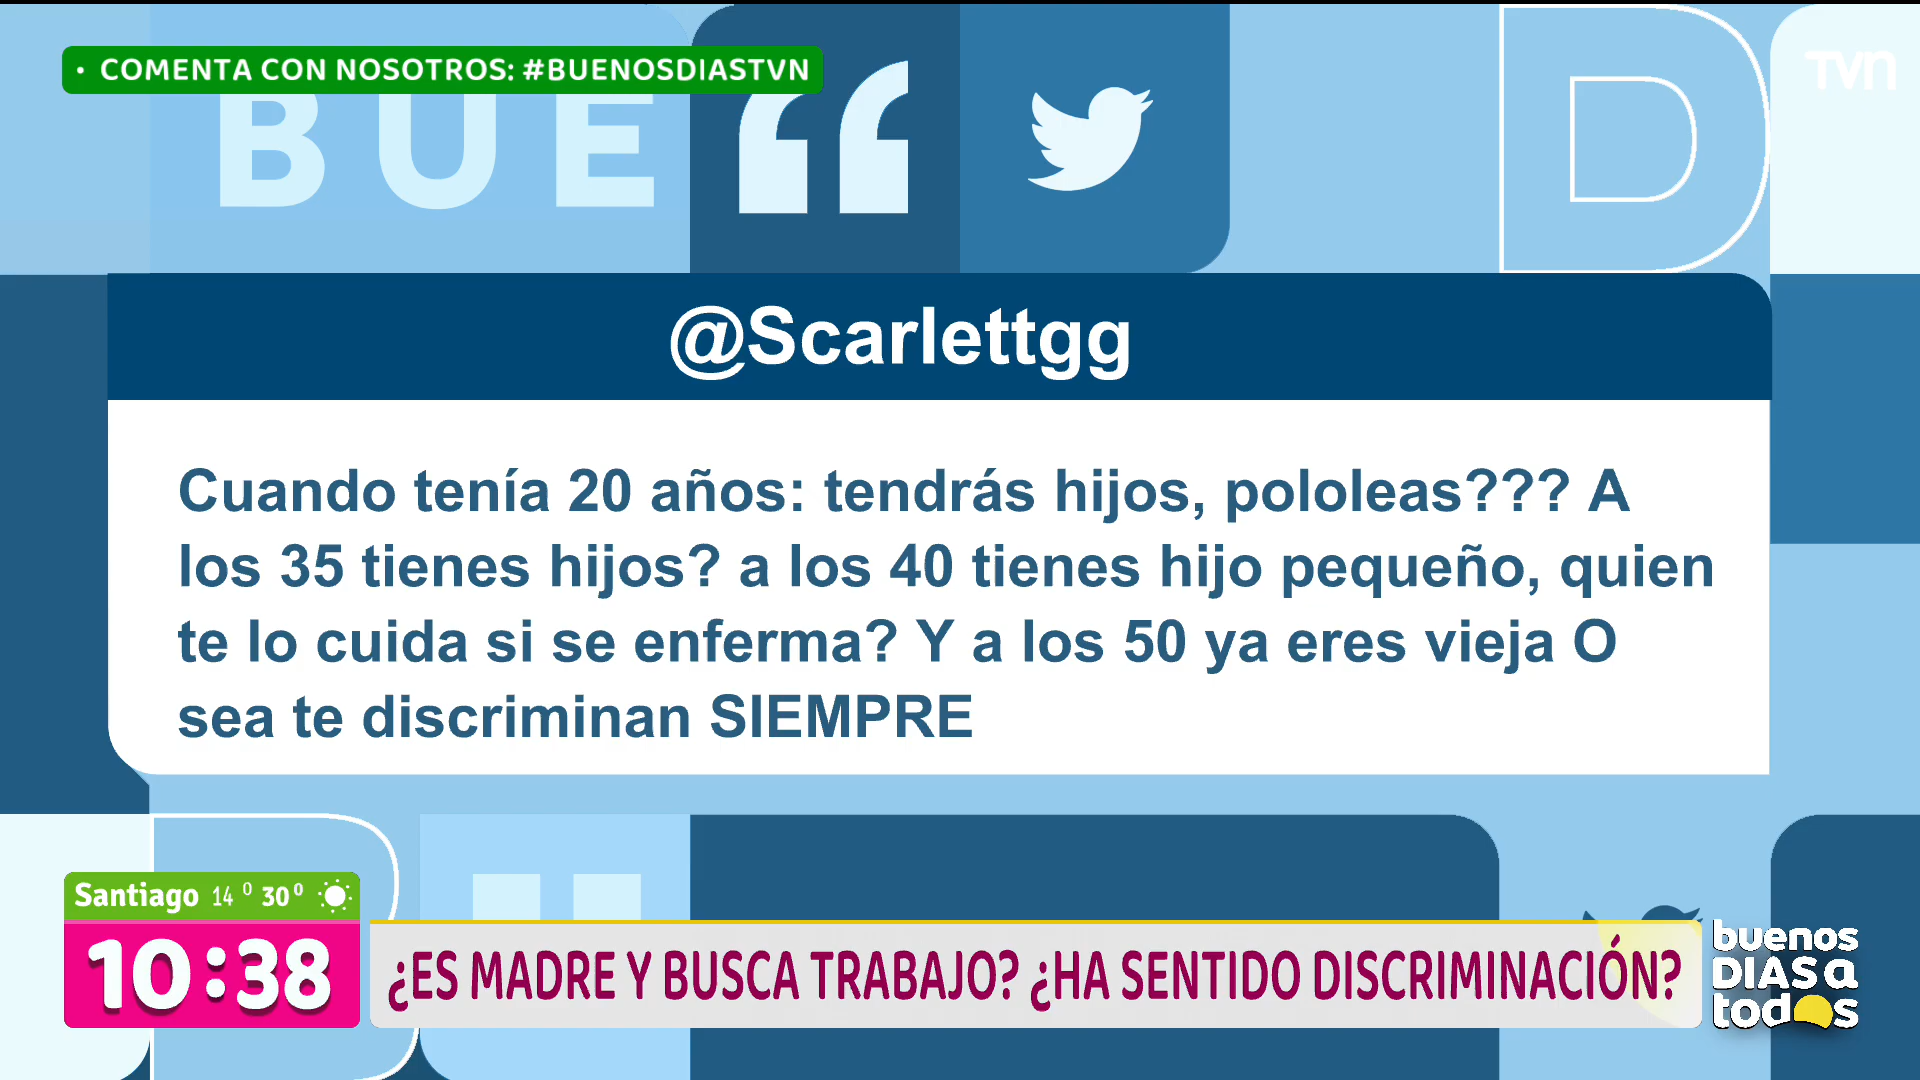 • COMENTA CON NOSOTROS: #BUENOSDIASTVN
TVN
BUE
“
D
@Scarlettgg
Cuando tenía 20 años: tendrás hijos, pololeas??? A
los 35 tienes hijos? a los 40 tienes hijo pequeño, quien
te lo cuida si se enferma? Y a los 50 ya eres vieja O
sea te discriminan SIEMPRE
Santiago 14° 30°
10:38
¿ES MADRE Y BUSCA TRABAJO? ¿HA SENTIDO DISCRIMINACIÓN?
buenos
DÍAS a
todos